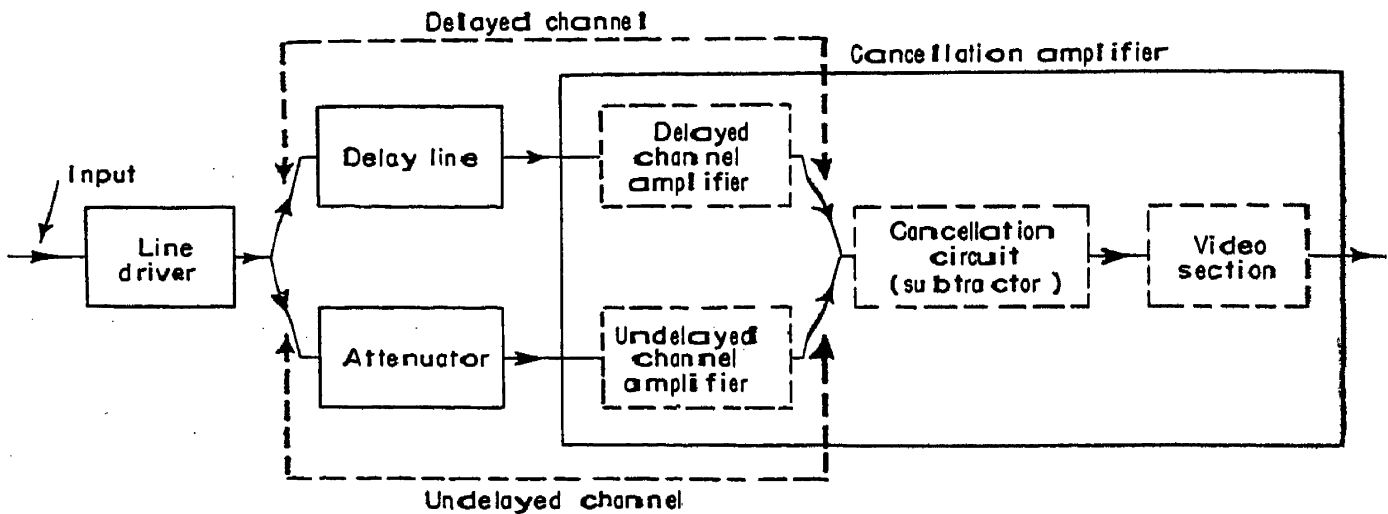 Delayed channel
Cancellation amplifier
Input
Line
driver
Delay line
Delayed
channel
amplifier
Attenuator
Undelayed
channel
amplifier
Cancellation
circuit
(subtractor)
Video
section
Undelayed channel